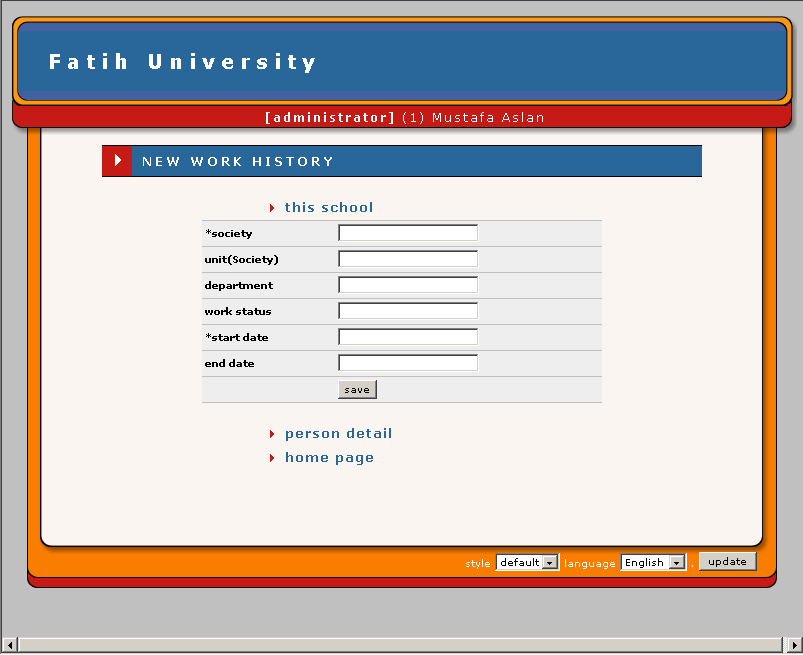 Fatih University
[administrator] (1) Mustafa Aslan
NEW WORK HISTORY
this school
*society
unit(Society)
department
work status
*start date
end date
save
person detail
home page
style default language English . update